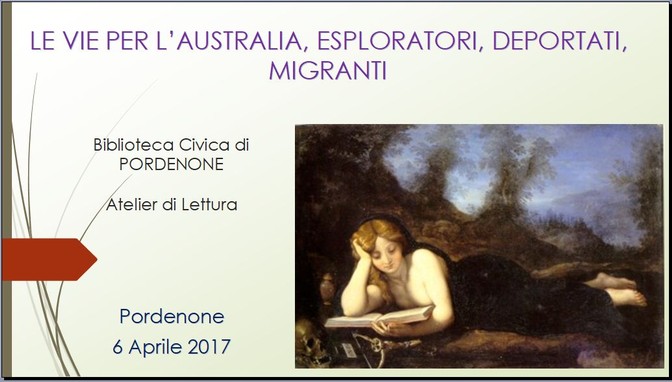 LE VIE PER L’AUSTRALIA, ESPLORATORI, DEPORTATI,
MIGRANTI
Biblioteca Civica di
PORDENONE
Atelier di Lettura
Pordenone
6 Aprile 2017